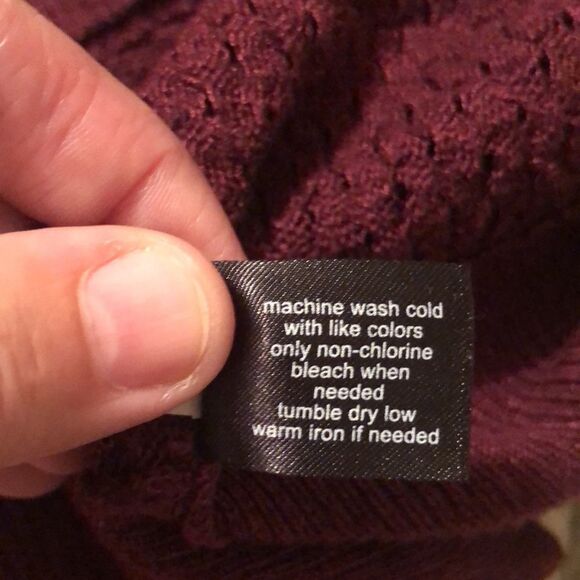 machine wash cold
with like colors
only non-chlorine
bleach when
needed
tumble dry low
warm iron if needed